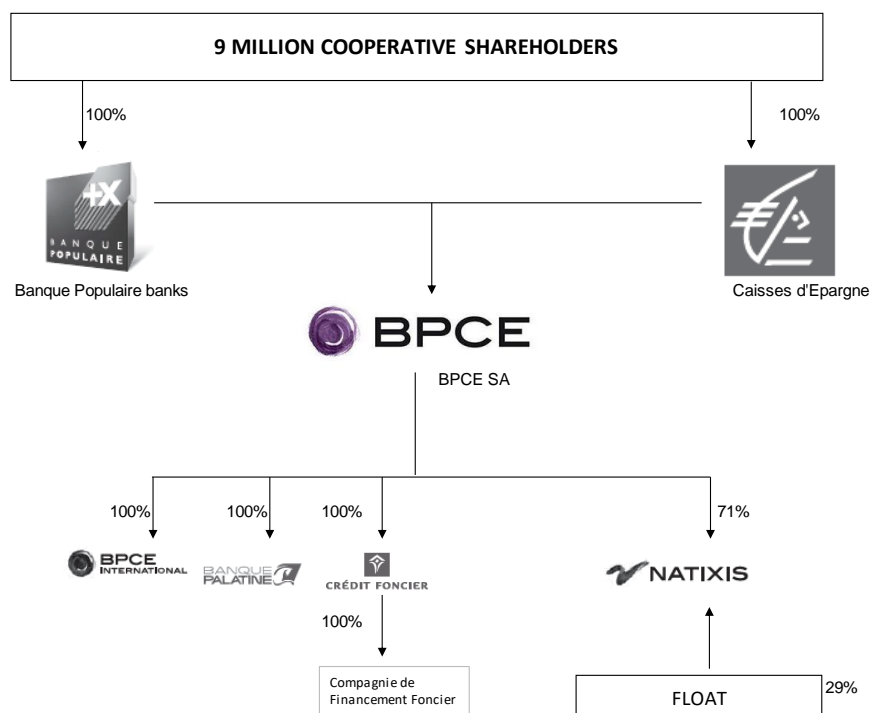 9 MILLION COOPERATIVE SHAREHOLDERS
100%
100%
+X
BANQUE
POPULAIRE
Banque Populaire banks
Caisses d'Epargne
BPCE
BPCE SA
100%
100%
100%
71%
BPCE
INTERNATIONAL
BANQUE
PALATINE
CRÉDIT FONCIER
NATIXIS
100%
Compagnie de
Financement Foncier
FLOAT
29%